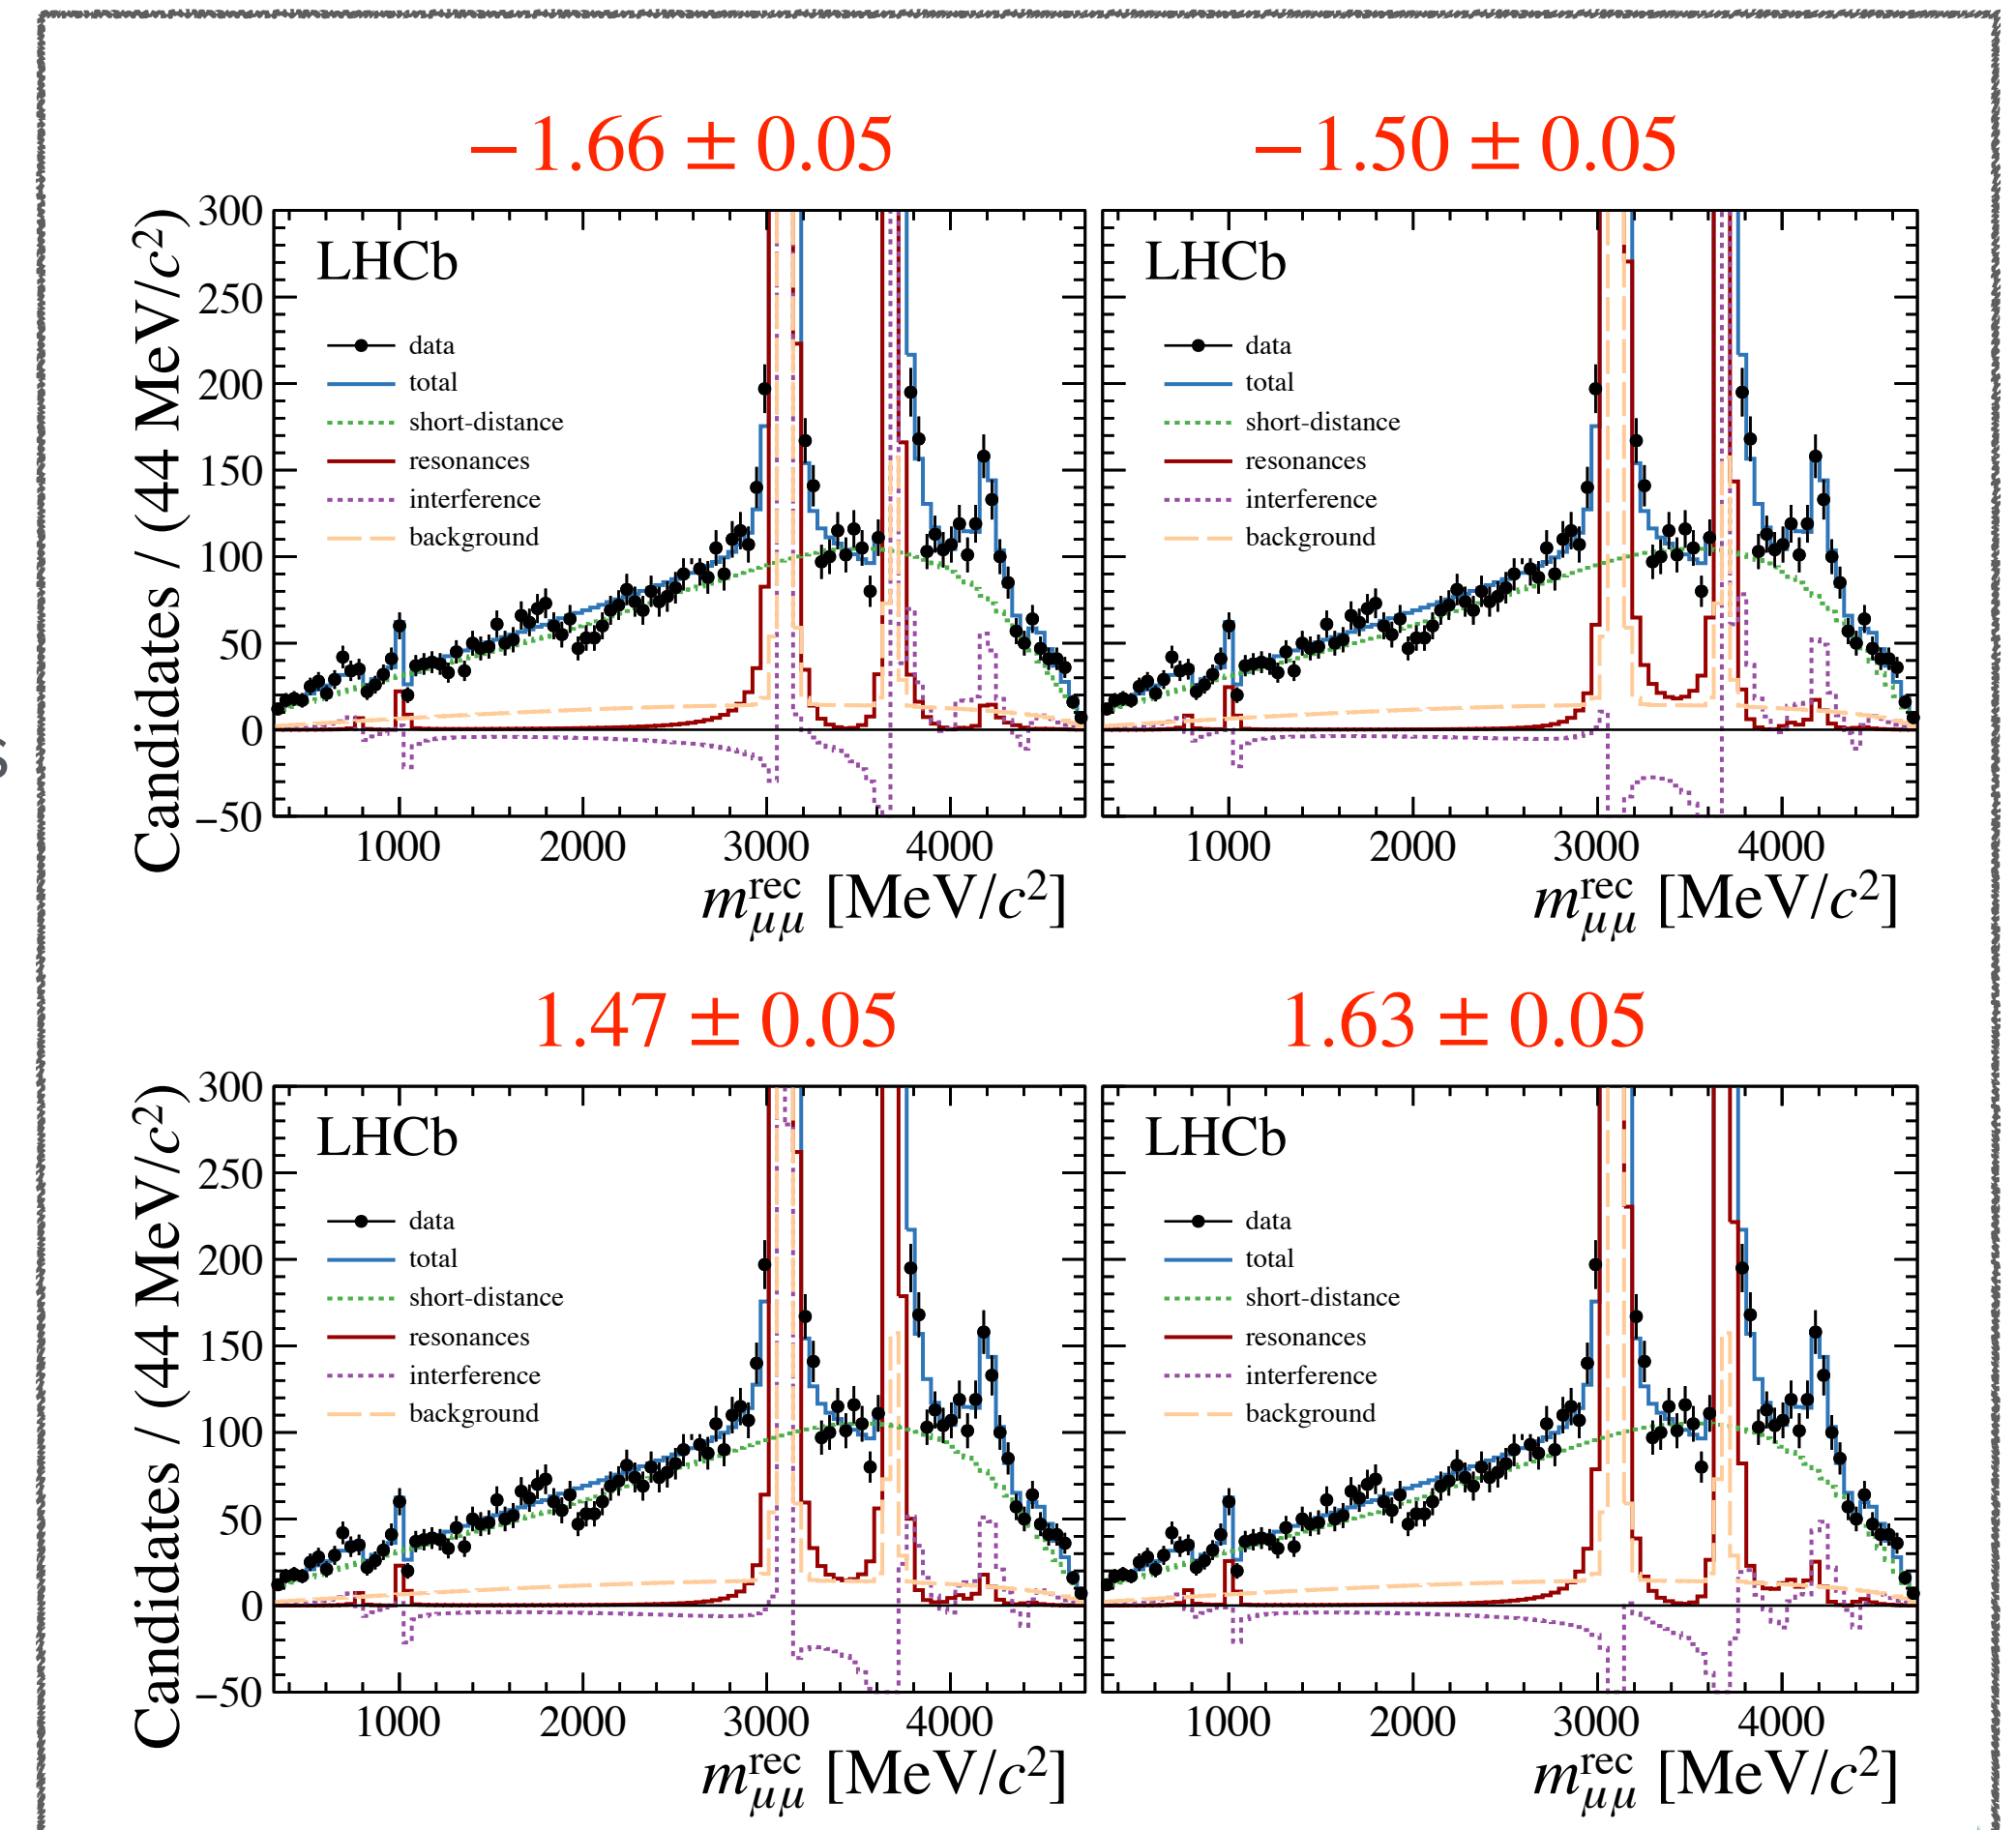 −1.66 ± 0.05
−1.50 ± 0.05
Candidates / (44 MeV/c²)
300
250
200
150
100
50
0
−50
LHCb
data
total
short-distance
resonances
interference
background
1000 2000 3000 4000
m^rec_μμ [MeV/c²]
LHCb
data
total
short-distance
resonances
interference
background
1000 2000 3000 4000
m^rec_μμ [MeV/c²]
1.47 ± 0.05
1.63 ± 0.05
Candidates / (44 MeV/c²)
300
250
200
150
100
50
0
−50
LHCb
data
total
short-distance
resonances
interference
background
1000 2000 3000 4000
m^rec_μμ [MeV/c²]
LHCb
data
total
short-distance
resonances
interference
background
1000 2000 3000 4000
m^rec_μμ [MeV/c²]